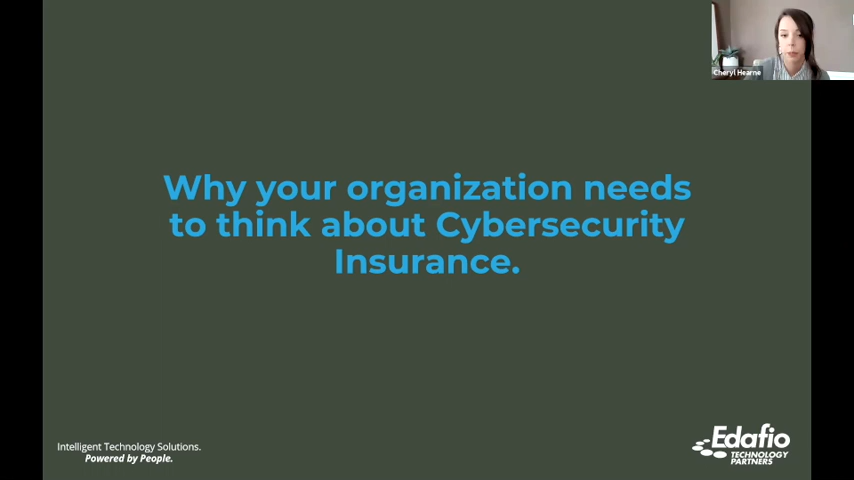 Cheryl Hearne
Why your organization needs
to think about Cybersecurity
Insurance.
Intelligent Technology Solutions.
Powered by People.
Edafio
TECHNOLOGY
PARTNERS